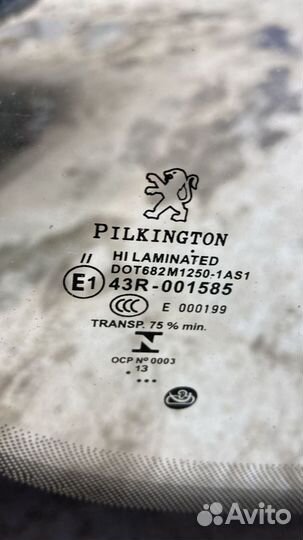 PILKINGTON
II
HI LAMINATED
DOT682M1250-1AS1
E1 43R-001585
CCC E 000199
TRANSP. 75 % min.
N
OCP Nº 0003
. 13
...
Avito